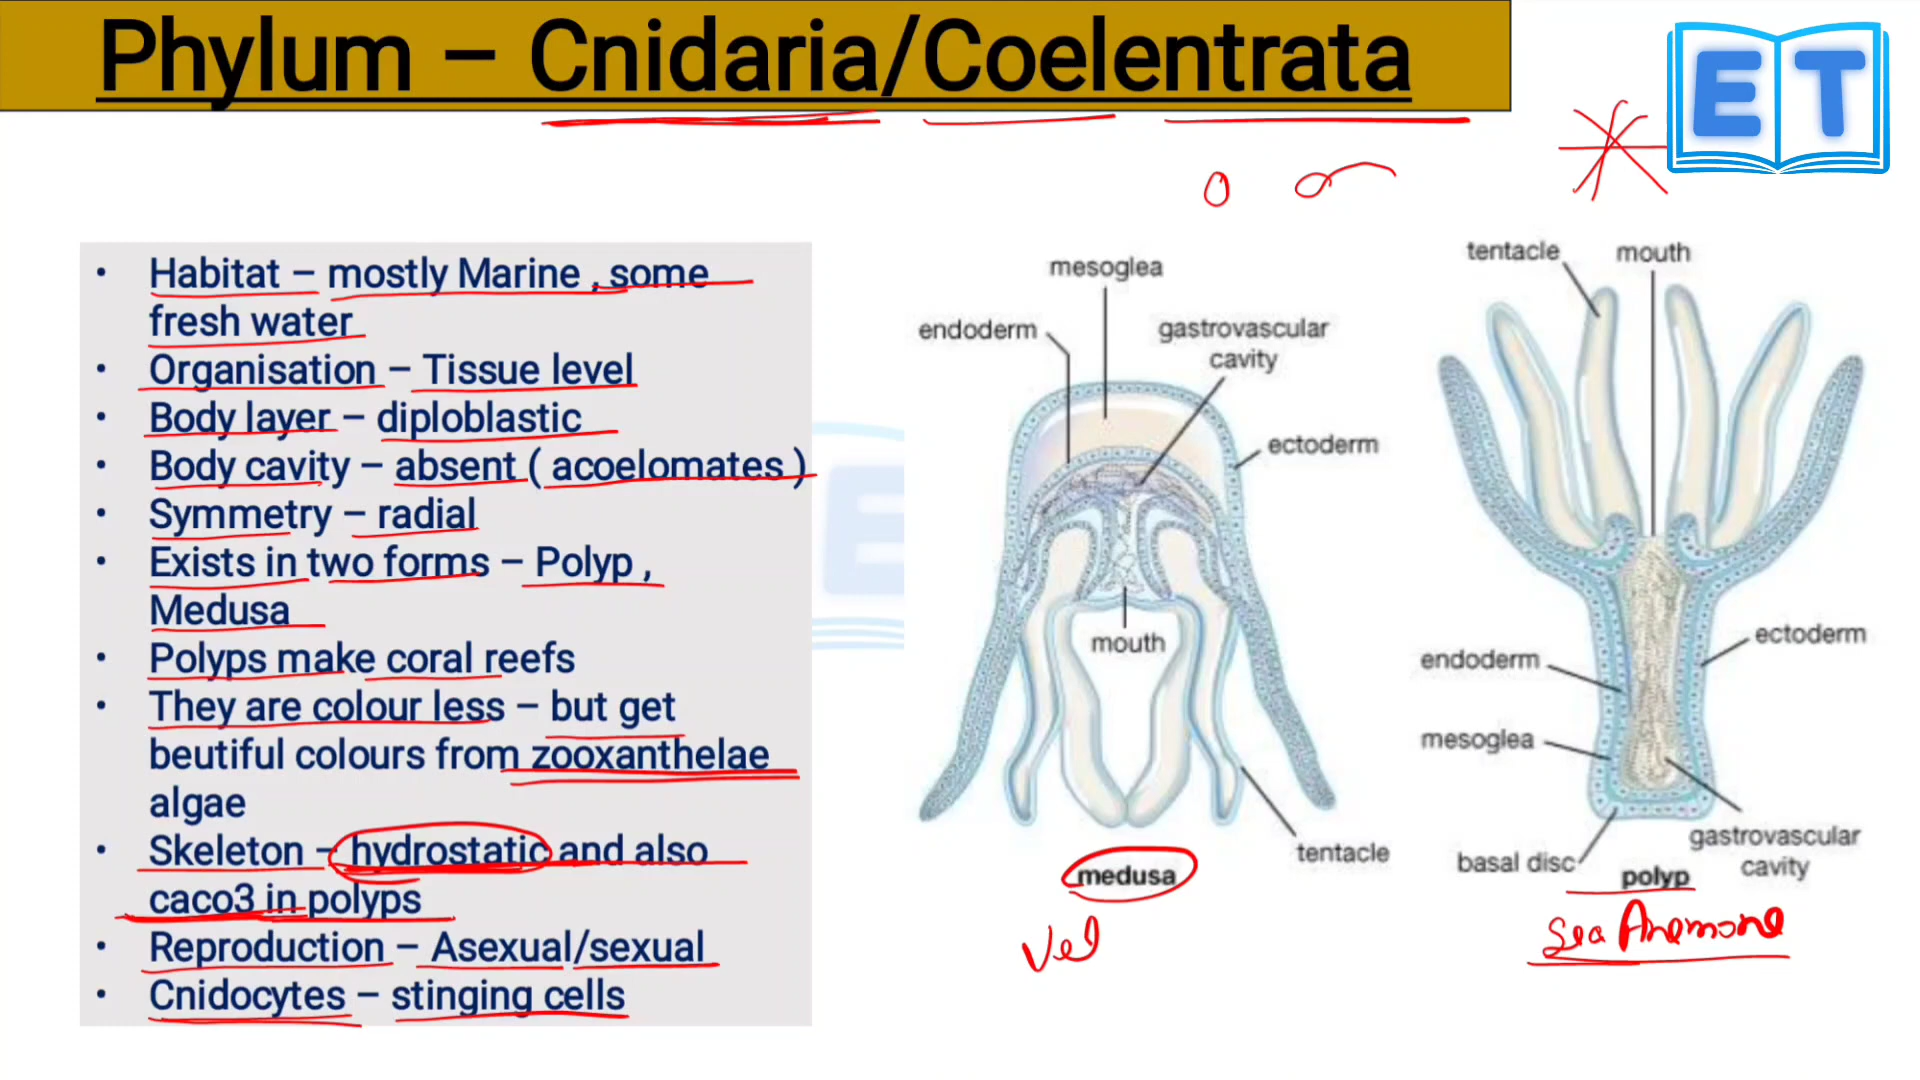 Phylum – Cnidaria/Coelentrata
ET
• Habitat – mostly Marine , some
fresh water
• Organisation – Tissue level
• Body layer – diploblastic
• Body cavity – absent ( acoelomates )
• Symmetry – radial
• Exists in two forms – Polyp ,
Medusa
• Polyps make coral reefs
• They are colour less – but get
beutiful colours from zooxanthelae
algae
• Skeleton – hydrostatic and also
caco3 in polyps
• Reproduction – Asexual/sexual
• Cnidocytes – stinging cells
E
mesoglea
endoderm
gastrovascular
cavity
ectoderm
mouth
tentacle
medusa
Vel
tentacle
mouth
ectoderm
endoderm
mesoglea
gastrovascular
cavity
basal disc
polyp
Sea Anemone